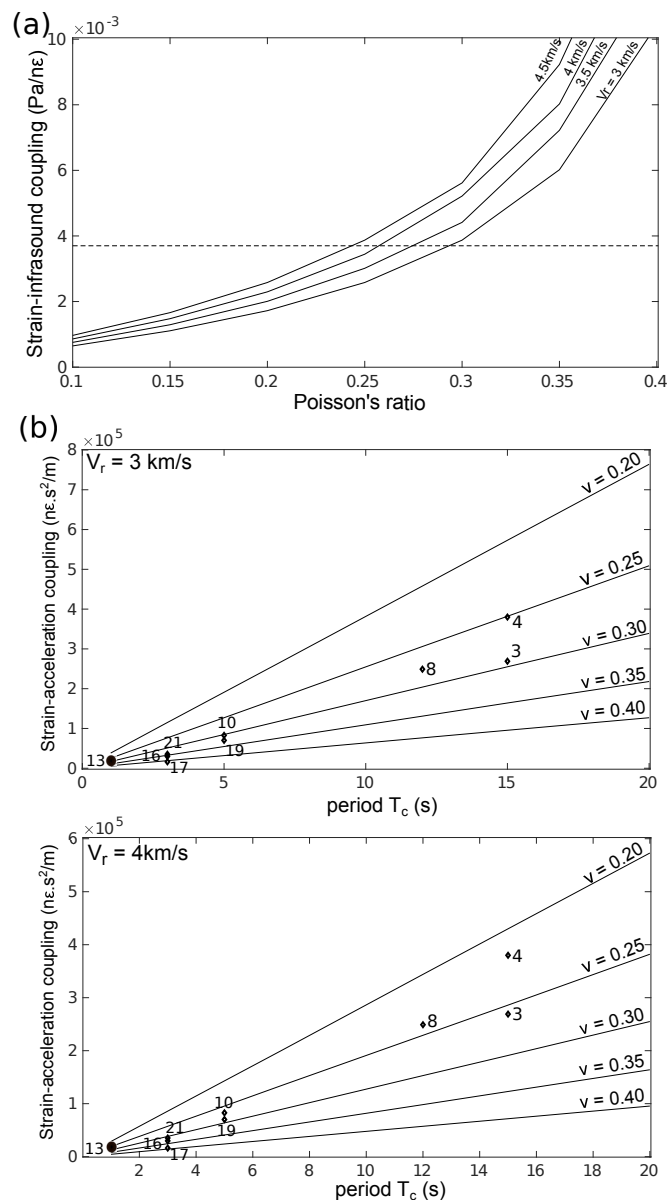 (a)
×10⁻³
Strain-infrasound coupling (Pa/nε)
10
8
6
4
2
0
4.5km/s
4 km/s
3.5 km/s
Vr = 3 km/s
0.1 0.15 0.2 0.25 0.3 0.35 0.4
Poisson's ratio
(b)
×10⁵
Vᵣ = 3 km/s
Strain-acceleration coupling (nε.s²/m)
8
7
6
5
4
3
2
1
0
ν = 0.20
ν = 0.25
ν = 0.30
ν = 0.35
ν = 0.40
4
3
8
10
19
21
16
17
13
0 5 10 15 20
period T꜀ (s)
×10⁵
Vᵣ = 4km/s
Strain-acceleration coupling (nε.s²/m)
6
5
4
3
2
1
0
ν = 0.20
ν = 0.25
ν = 0.30
ν = 0.35
ν = 0.40
4
3
8
10
19
21
16
17
13
2 4 6 8 10 12 14 16 18 20
period T꜀ (s)